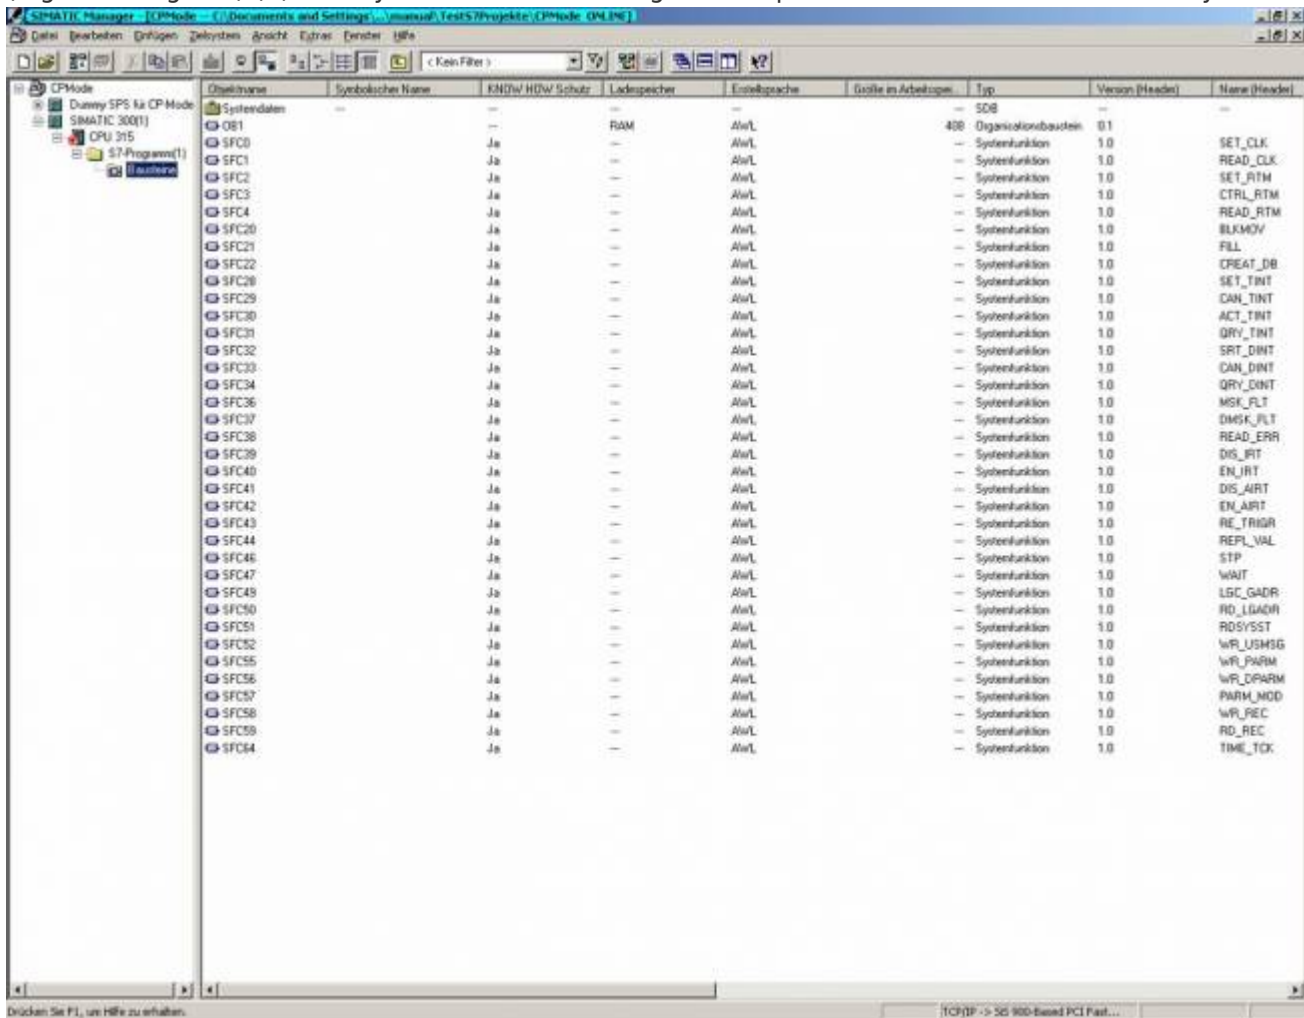 SIMATIC Manager - [CPMode -- C:\Documents and Settings\...\manual\TestS7Projekte\CPMode ONLINE]
Datei Bearbeiten Einfügen Zielsystem Ansicht Extras Fenster Hilfe
< Kein Filter >
CPMode
Dummy SPS für CP Mode
SIMATIC 300(1)
CPU 315
S7-Programm(1)
Bausteine
Objektname Symbolischer Name KNOW HOW Schutz Ladespeicher Erstellsprache Größe im Arbeitsspei... Typ Version (Header) Name (Header)
Systemdaten --- --- --- --- --- SDB --- ---
OB1 --- RAM AWL 408 Organisationsbaustein 0.1
SFC0 Ja --- AWL --- Systemfunktion 1.0 SET_CLK
SFC1 Ja --- AWL --- Systemfunktion 1.0 READ_CLK
SFC2 Ja --- AWL --- Systemfunktion 1.0 SET_RTM
SFC3 Ja --- AWL --- Systemfunktion 1.0 CTRL_RTM
SFC4 Ja --- AWL --- Systemfunktion 1.0 READ_RTM
SFC20 Ja --- AWL --- Systemfunktion 1.0 BLKMOV
SFC21 Ja --- AWL --- Systemfunktion 1.0 FILL
SFC22 Ja --- AWL --- Systemfunktion 1.0 CREAT_DB
SFC28 Ja --- AWL --- Systemfunktion 1.0 SET_TINT
SFC29 Ja --- AWL --- Systemfunktion 1.0 CAN_TINT
SFC30 Ja --- AWL --- Systemfunktion 1.0 ACT_TINT
SFC31 Ja --- AWL --- Systemfunktion 1.0 QRY_TINT
SFC32 Ja --- AWL --- Systemfunktion 1.0 SRT_DINT
SFC33 Ja --- AWL --- Systemfunktion 1.0 CAN_DINT
SFC34 Ja --- AWL --- Systemfunktion 1.0 QRY_DINT
SFC36 Ja --- AWL --- Systemfunktion 1.0 MSK_FLT
SFC37 Ja --- AWL --- Systemfunktion 1.0 DMSK_FLT
SFC38 Ja --- AWL --- Systemfunktion 1.0 READ_ERR
SFC39 Ja --- AWL --- Systemfunktion 1.0 DIS_IRT
SFC40 Ja --- AWL --- Systemfunktion 1.0 EN_IRT
SFC41 Ja --- AWL --- Systemfunktion 1.0 DIS_AIRT
SFC42 Ja --- AWL --- Systemfunktion 1.0 EN_AIRT
SFC43 Ja --- AWL --- Systemfunktion 1.0 RE_TRIGR
SFC44 Ja --- AWL --- Systemfunktion 1.0 REPL_VAL
SFC46 Ja --- AWL --- Systemfunktion 1.0 STP
SFC47 Ja --- AWL --- Systemfunktion 1.0 WAIT
SFC49 Ja --- AWL --- Systemfunktion 1.0 LGC_GADR
SFC50 Ja --- AWL --- Systemfunktion 1.0 RD_LGADR
SFC51 Ja --- AWL --- Systemfunktion 1.0 RDSYSST
SFC52 Ja --- AWL --- Systemfunktion 1.0 WR_USMSG
SFC55 Ja --- AWL --- Systemfunktion 1.0 WR_PARM
SFC56 Ja --- AWL --- Systemfunktion 1.0 WR_DPARM
SFC57 Ja --- AWL --- Systemfunktion 1.0 PARM_MOD
SFC58 Ja --- AWL --- Systemfunktion 1.0 WR_REC
SFC59 Ja --- AWL --- Systemfunktion 1.0 RD_REC
SFC64 Ja --- AWL --- Systemfunktion 1.0 TIME_TCK
Drücken Sie F1, um Hilfe zu erhalten. TCP/IP -> SiS 900-Based PCI Fast...